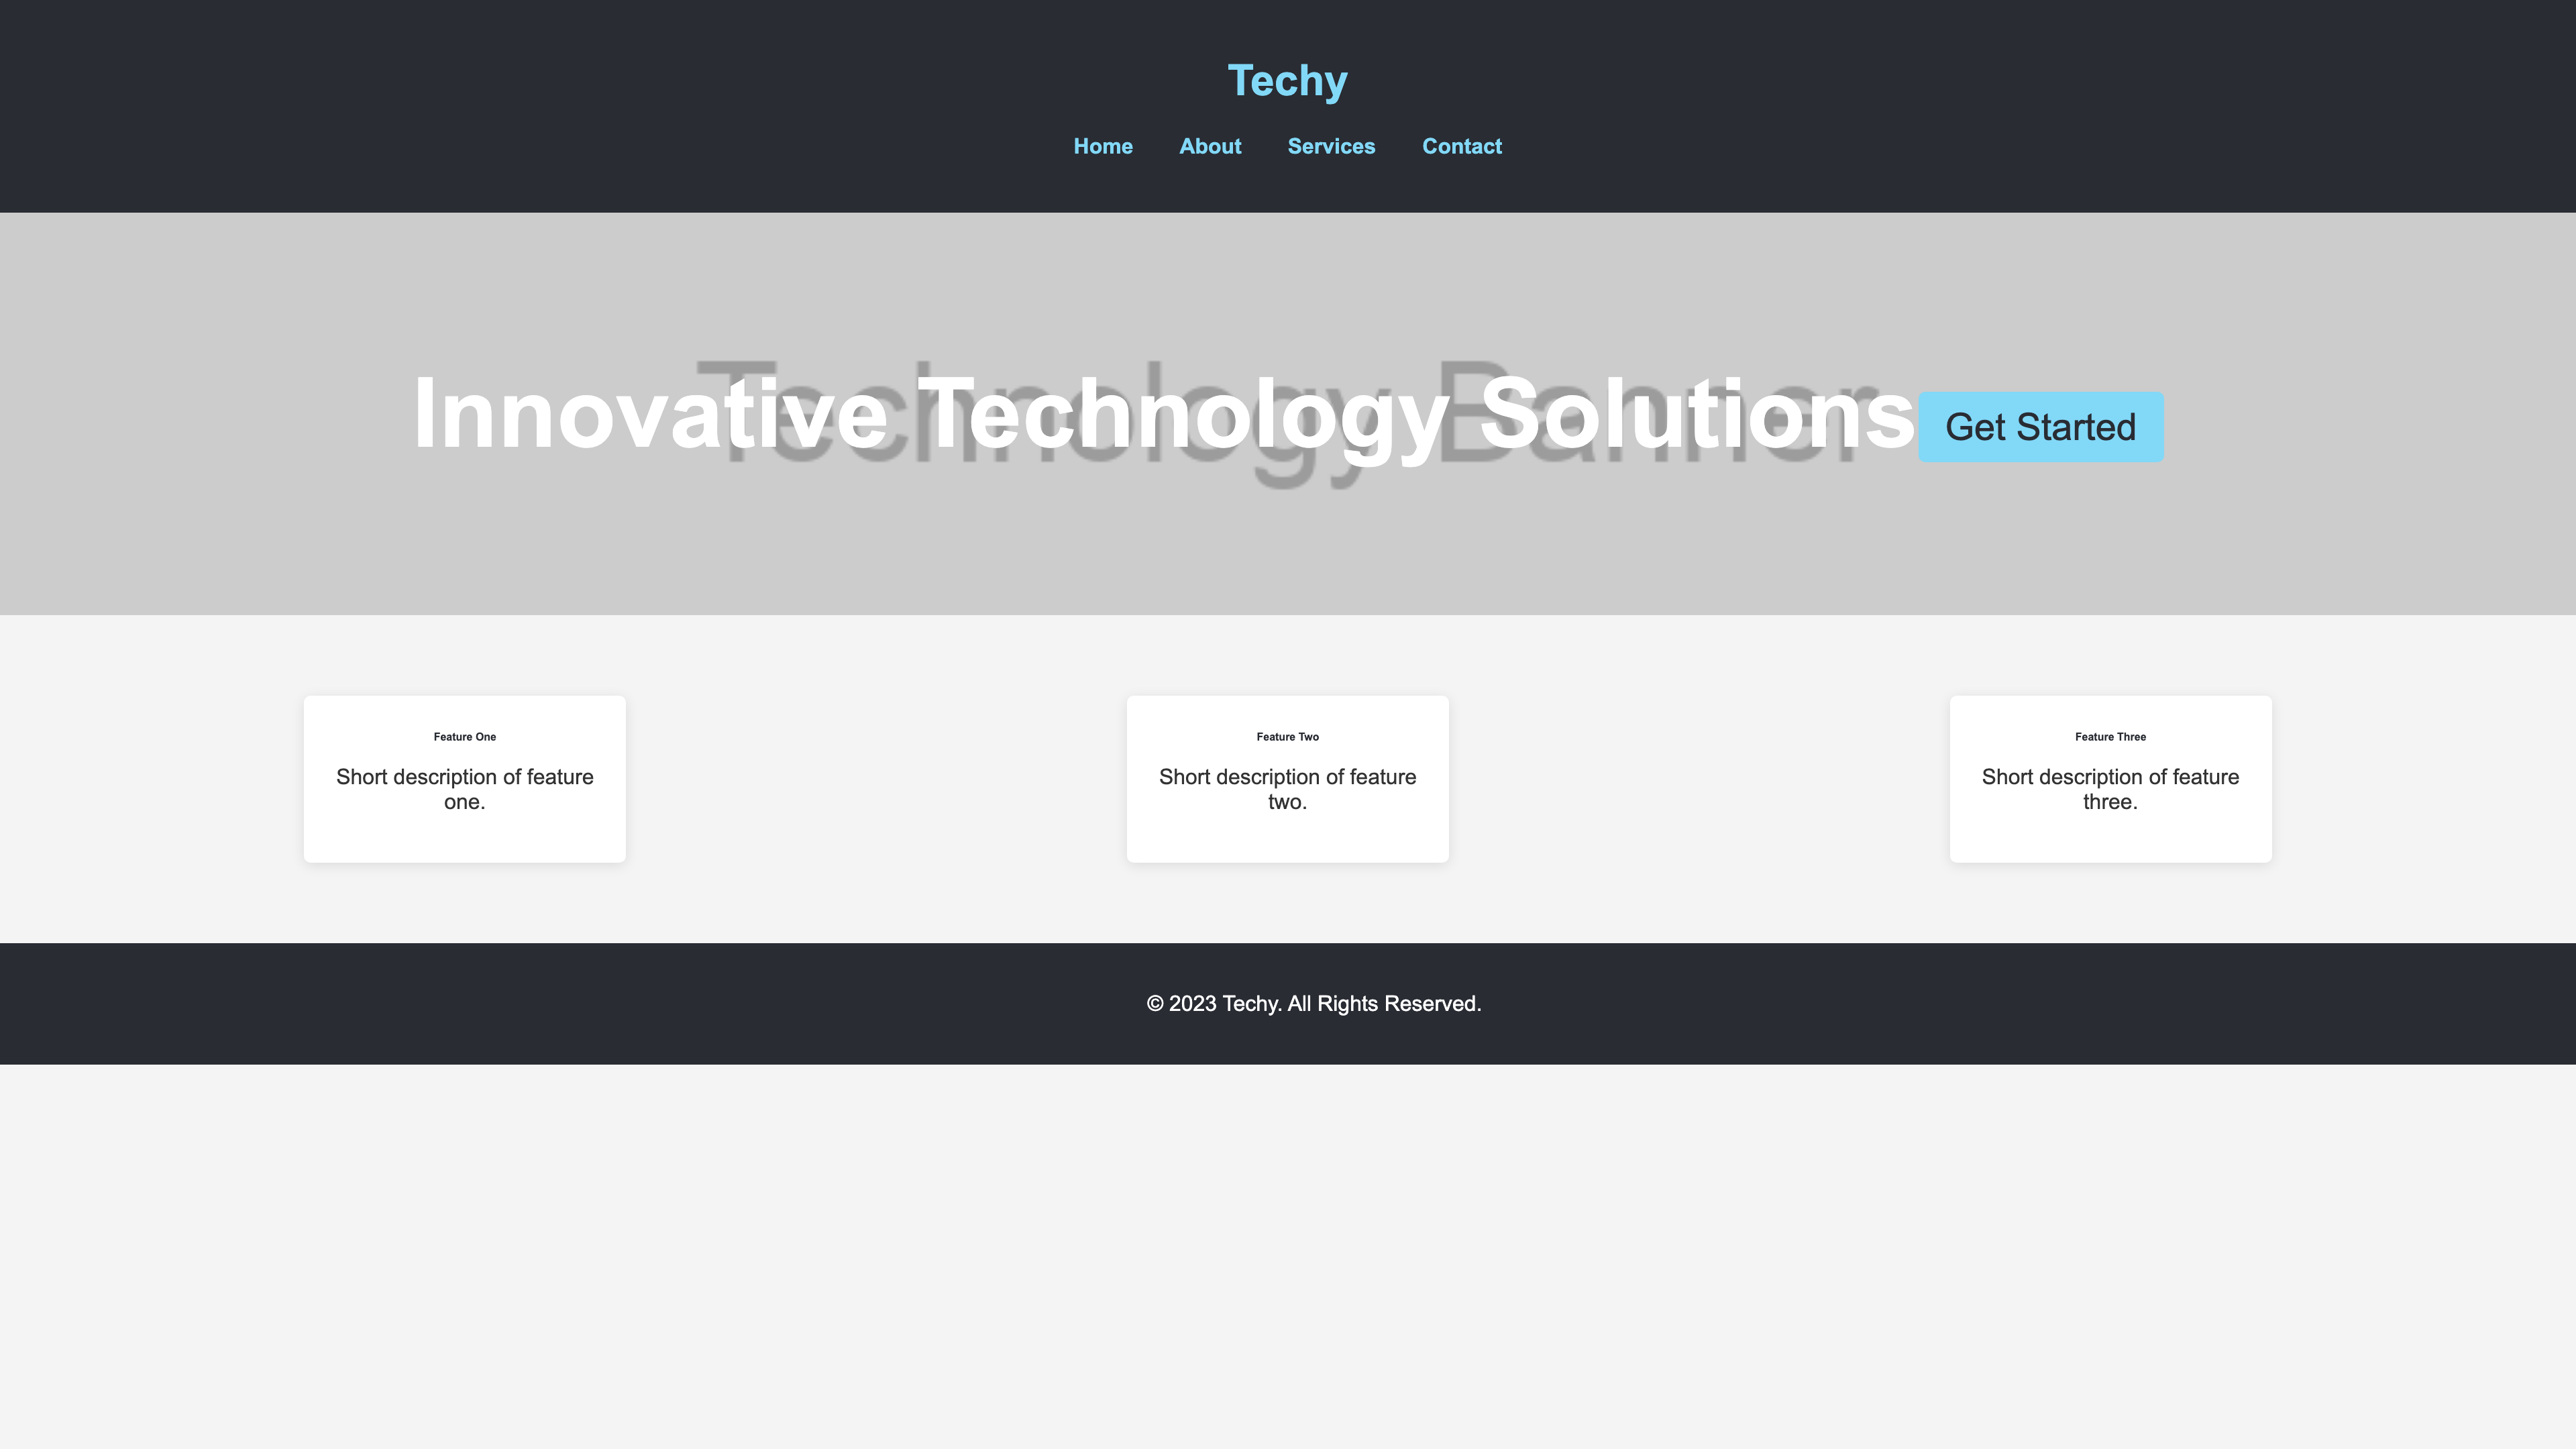 Techy
Home About Services Contact
Technology Banner
Innovative Technology Solutions Get Started
Feature One
Short description of feature
one.
Feature Two
Short description of feature
two.
Feature Three
Short description of feature
three.
© 2023 Techy. All Rights Reserved.